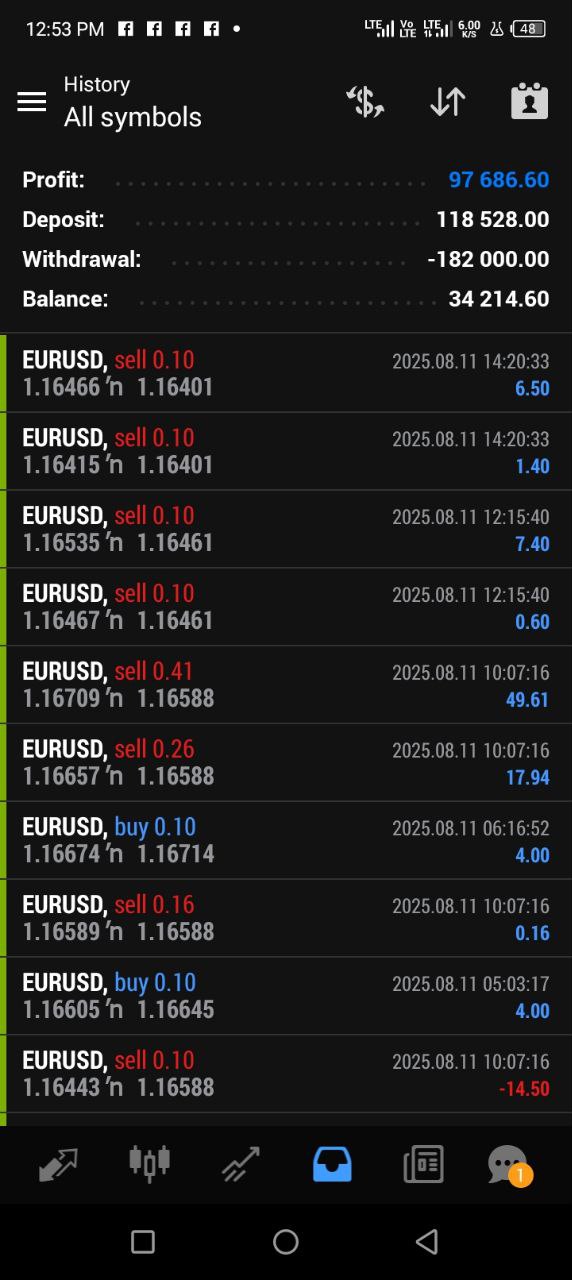 12:53 PM
LTE Vo LTE LTE 6.00 K/S 48
History
All symbols
Profit: 97 686.60
Deposit: 118 528.00
Withdrawal: -182 000.00
Balance: 34 214.60
EURUSD, sell 0.10 2025.08.11 14:20:33
1.16466 ’n 1.16401 6.50
EURUSD, sell 0.10 2025.08.11 14:20:33
1.16415 ’n 1.16401 1.40
EURUSD, sell 0.10 2025.08.11 12:15:40
1.16535 ’n 1.16461 7.40
EURUSD, sell 0.10 2025.08.11 12:15:40
1.16467 ’n 1.16461 0.60
EURUSD, sell 0.41 2025.08.11 10:07:16
1.16709 ’n 1.16588 49.61
EURUSD, sell 0.26 2025.08.11 10:07:16
1.16657 ’n 1.16588 17.94
EURUSD, buy 0.10 2025.08.11 06:16:52
1.16674 ’n 1.16714 4.00
EURUSD, sell 0.16 2025.08.11 10:07:16
1.16589 ’n 1.16588 0.16
EURUSD, buy 0.10 2025.08.11 05:03:17
1.16605 ’n 1.16645 4.00
EURUSD, sell 0.10 2025.08.11 10:07:16
1.16443 ’n 1.16588 -14.50
1